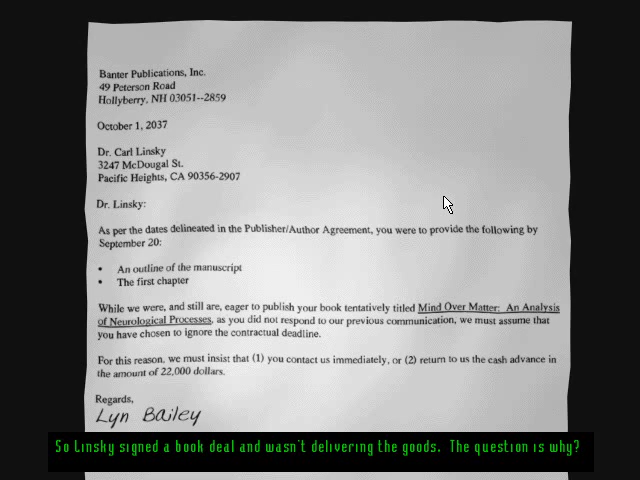 Banter Publications, Inc.
49 Peterson Road
Hollyberry, NH 03051--2859
October 1, 2037
Dr. Carl Linsky
3247 McDougal St.
Pacific Heights, CA 90356-2907
Dr. Linsky:
As per the dates delineated in the Publisher/Author Agreement, you were to provide the following by
September 20:
• An outline of the manuscript
• The first chapter
While we were, and still are, eager to publish your book tentatively titled Mind Over Matter: An Analysis
of Neurological Processes, as you did not respond to our previous communication, we must assume that
you have chosen to ignore the contractual deadline.
For this reason, we must insist that (1) you contact us immediately, or (2) return to us the cash advance in
the amount of 22,000 dollars.
Regards,
Lyn Bailey
So Linsky signed a book deal and wasn't delivering the goods. The question is why?